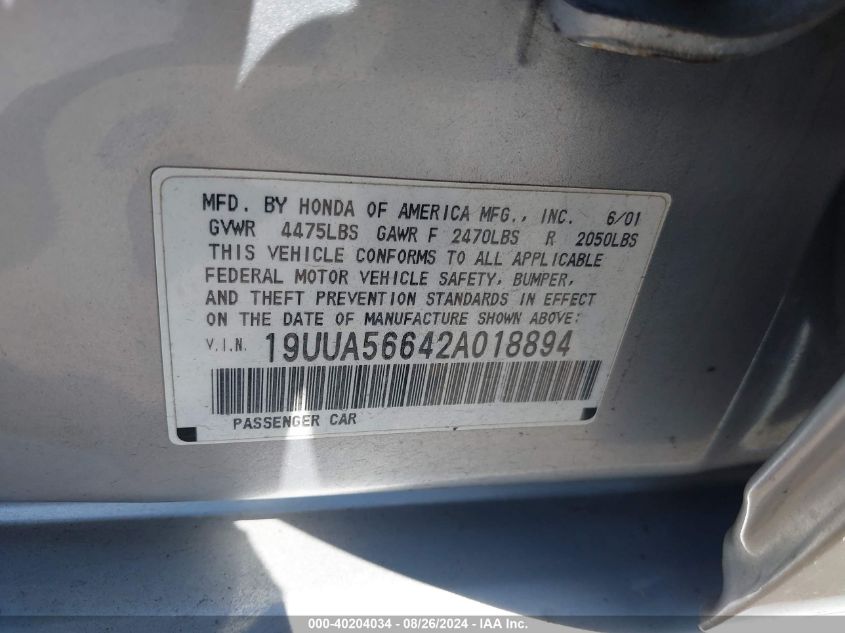 MFD. BY HONDA OF AMERICA MFG., INC. 6/01
GVWR 4475LBS GAWR F 2470LBS R 2050LBS
THIS VEHICLE CONFORMS TO ALL APPLICABLE
FEDERAL MOTOR VEHICLE SAFETY, BUMPER,
AND THEFT PREVENTION STANDARDS IN EFFECT
ON THE DATE OF MANUFACTURE SHOWN ABOVE:
V.I.N. 19UUA56642A018894
PASSENGER CAR
000-40204034 - 08/26/2024 - IAA Inc.